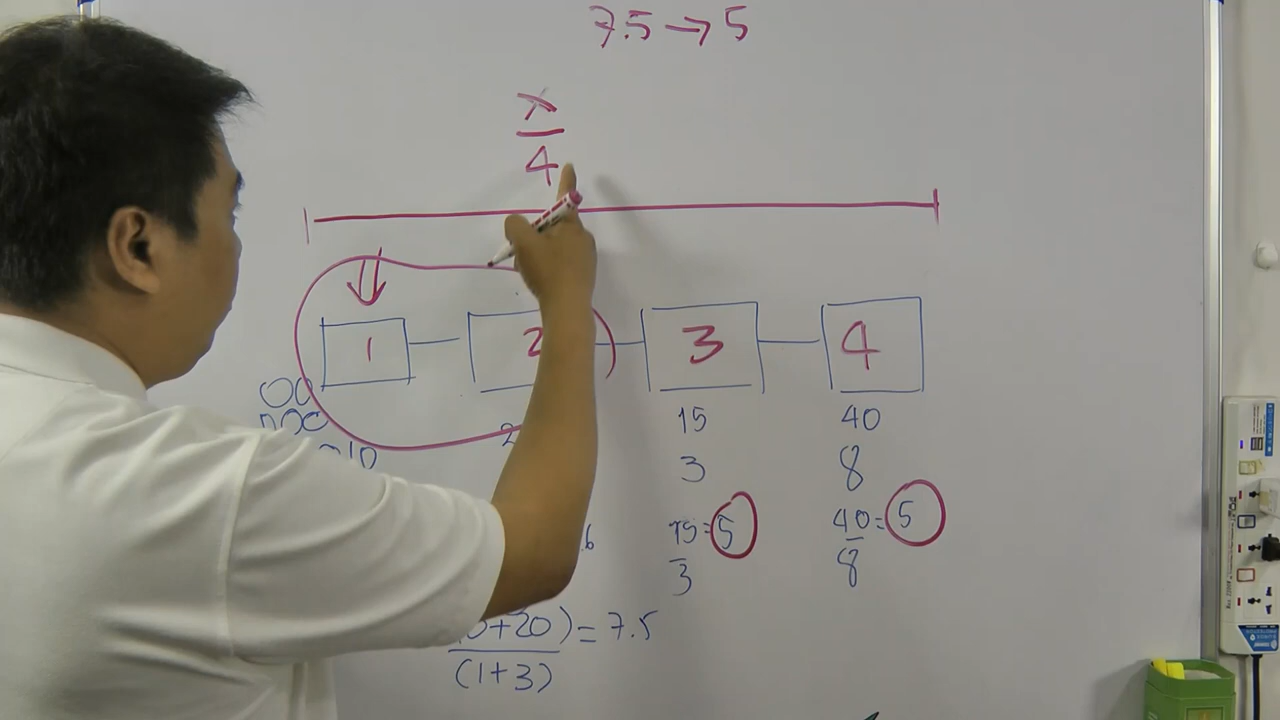 7.5 → 5
x
4
1 2 3 4
15 40
3 8
15 = 5 40 = 5
3 8
+20) = 7.5
(1+3)